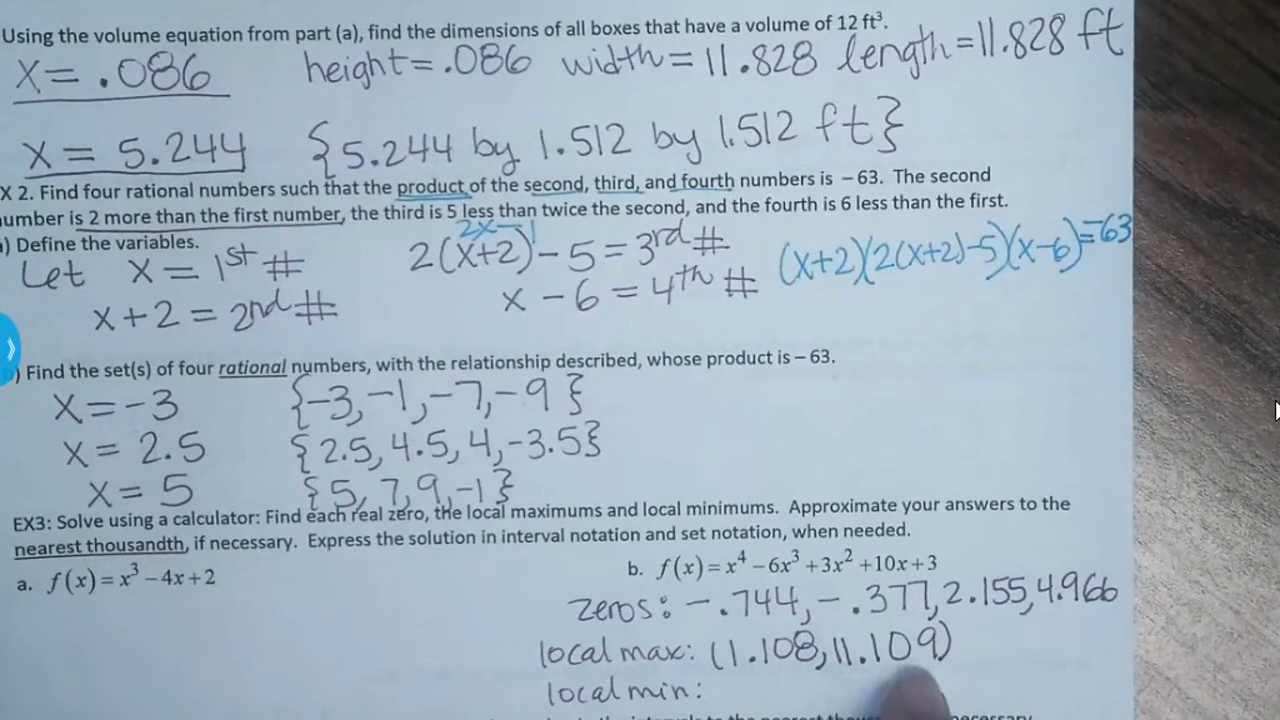 Using the volume equation from part (a), find the dimensions of all boxes that have a volume of 12 ft³.
x = .086 height = .086 width = 11.828 length = 11.828 ft
x = 5.244 {5.244 by 1.512 by 1.512 ft}
X 2. Find four rational numbers such that the product of the second, third, and fourth numbers is – 63. The second
number is 2 more than the first number, the third is 5 less than twice the second, and the fourth is 6 less than the first.
) Define the variables.
2x – 1
Let x = 1st # 2(x+2) – 5 = 3rd # (x+2)(2(x+2)-5)(x-6)=-63
x + 2 = 2nd # x – 6 = 4th #
) Find the set(s) of four rational numbers, with the relationship described, whose product is – 63.
x = -3 {-3, -1, -7, -9}
x = 2.5 {2.5, 4.5, 4, -3.5}
x = 5 {5, 7, 9, -1}
EX3: Solve using a calculator: Find each real zero, the local maximums and local minimums. Approximate your answers to the
nearest thousandth, if necessary. Express the solution in interval notation and set notation, when needed.
a. f(x) = x³ – 4x + 2 b. f(x) = x⁴ – 6x³ + 3x² + 10x + 3
zeros: -.744, -.377, 2.155, 4.966
local max: (1.108, 11.109)
local min: